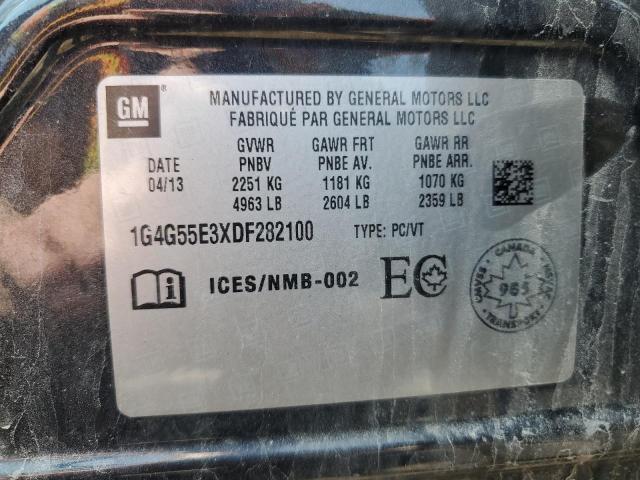 GM
MANUFACTURED BY GENERAL MOTORS LLC
FABRIQUÉ PAR GENERAL MOTORS LLC
GVWR GAWR FRT GAWR RR
DATE PNBV PNBE AV. PNBE ARR.
04/13 2251 KG 1181 KG 1070 KG
4963 LB 2604 LB 2359 LB
1G4G55E3XDF282100 TYPE: PC/VT
ICES/NMB-002 EC
CANADA
TRANSPORT